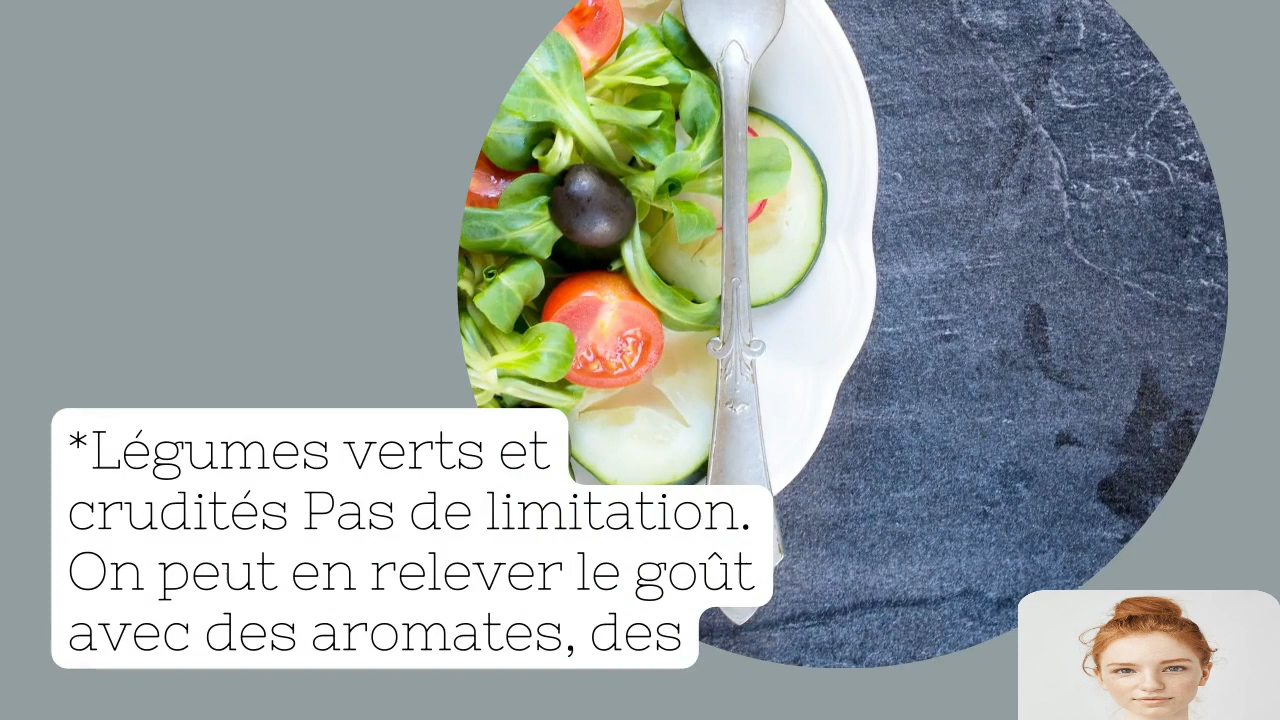 *Légumes verts et
crudités Pas de limitation.
On peut en relever le goût
avec des aromates, des